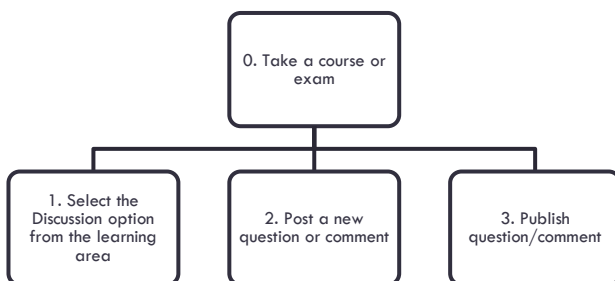 0. Take a course or
exam
1. Select the
Discussion option
from the learning
area
2. Post a new
question or comment
3. Publish
question/comment